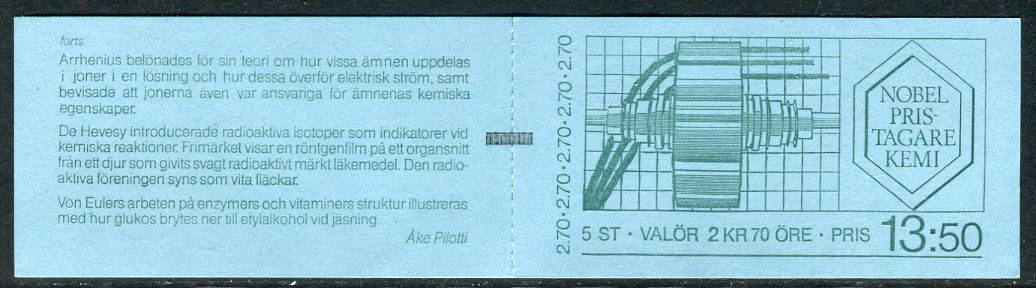 forts
Arrhenius belönades för sin teori om hur vissa ämnen uppdelas
i joner i en lösning och hur dessa överför elektrisk ström, samt
bevisade att jonerna även var ansvariga för ämnenas kemiska
egenskaper.
De Hevesy introducerade radioaktiva isotoper som indikatorer vid
kemiska reaktioner. Frimärket visar en röntgenfilm på ett organsnitt
från ett djur som givits svagt radioaktivt märkt läkemedel. Den radio-
aktiva föreningen syns som vita fläckar.
Von Eulers arbeten på enzymers och vitaminers struktur illustreras
med hur glukos brytes ner till etylalkohol vid jäsning.
Åke Pilotti
2.70 · 2.70 · 2.70 · 2.70 · 2.70
NOBEL
PRIS-
TAGARE
KEMI
5 ST · VALÖR 2 KR 70 ÖRE · PRIS 13:50